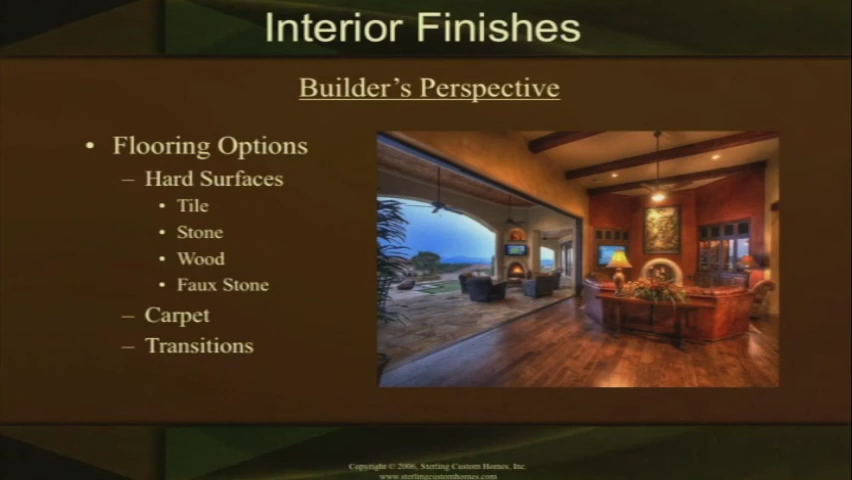 Interior Finishes
Builder's Perspective
• Flooring Options
– Hard Surfaces
• Tile
• Stone
• Wood
• Faux Stone
– Carpet
– Transitions
Copyright © 2006, Sterling Custom Homes, Inc.
www.sterlingcustomhomes.com